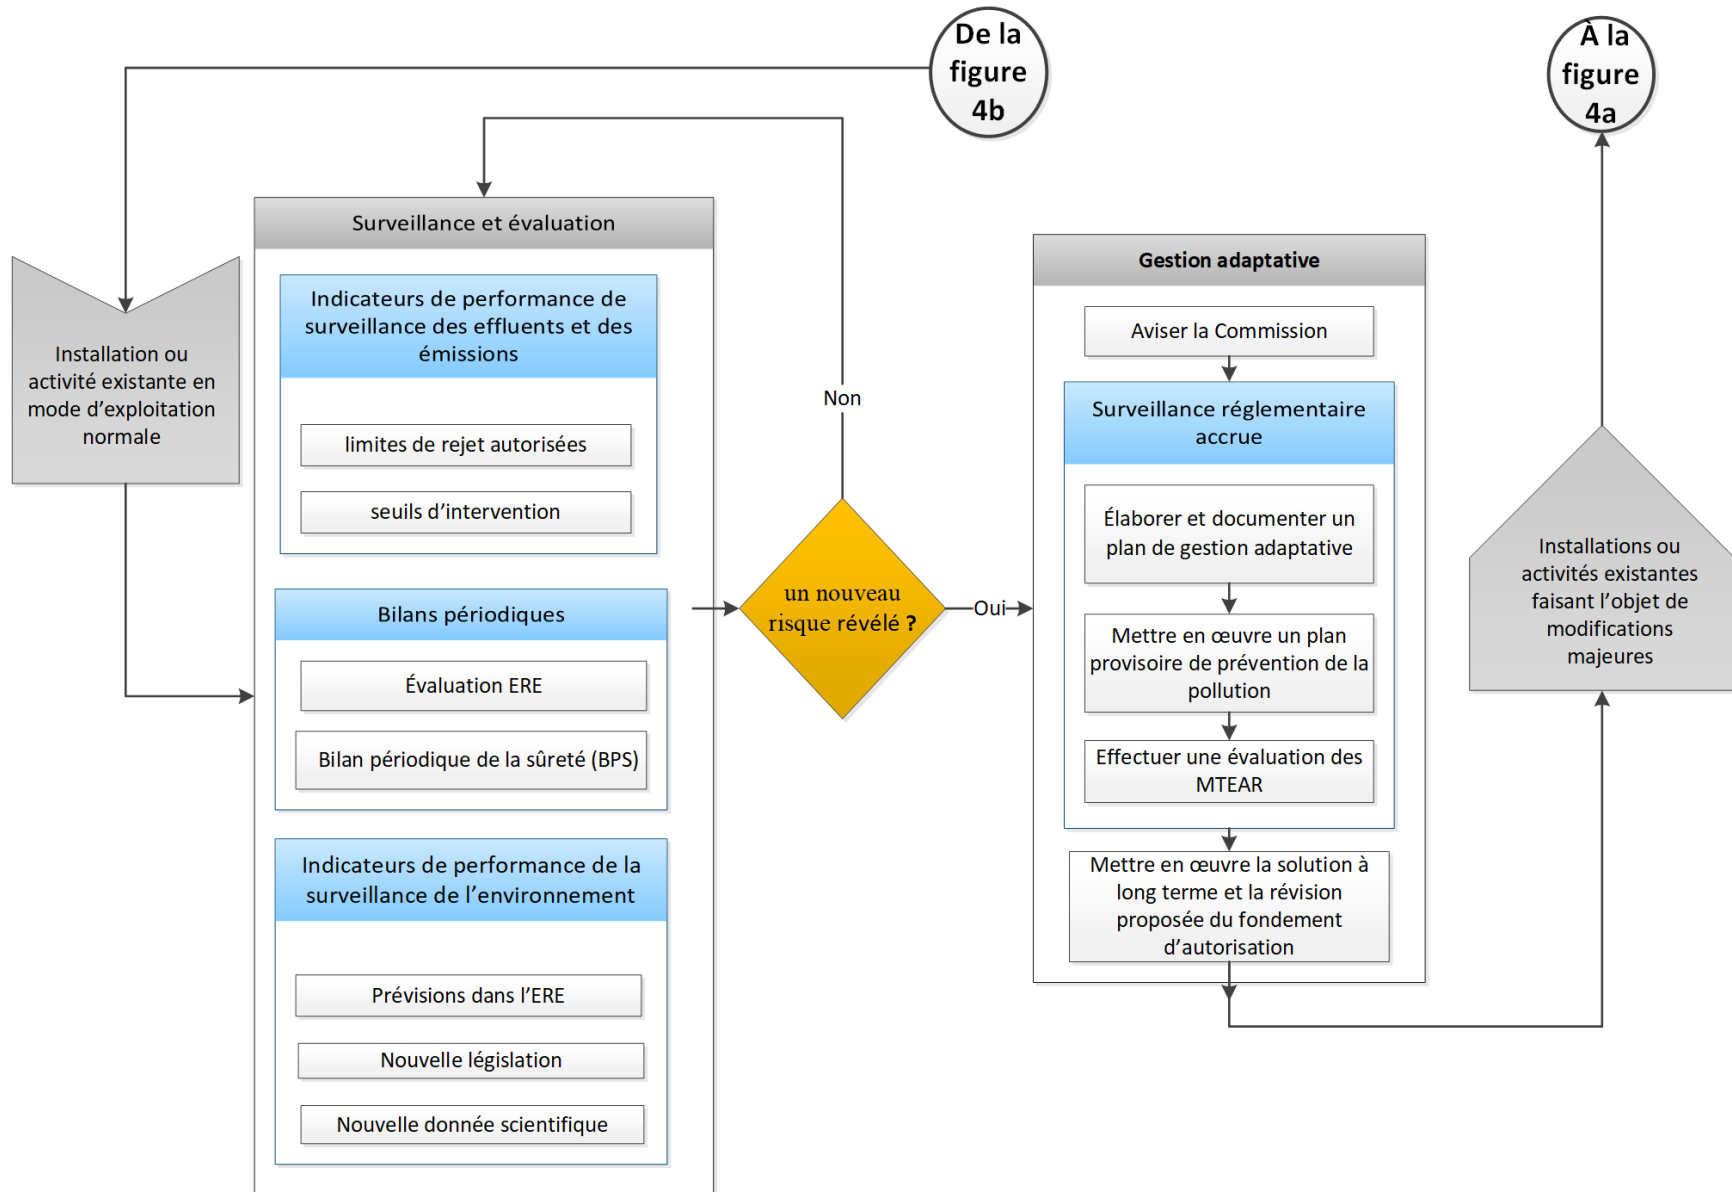 De la
figure
4b
À la
figure
4a
Installation ou
activité existante en
mode d’exploitation
normale
Surveillance et évaluation
Indicateurs de performance de
surveillance des effluents et des
émissions
limites de rejet autorisées
seuils d’intervention
Bilans périodiques
Évaluation ERE
Bilan périodique de la sûreté (BPS)
Indicateurs de performance de la
surveillance de l’environnement
Prévisions dans l’ERE
Nouvelle législation
Nouvelle donnée scientifique
Non
un nouveau
risque révélé ?
Oui
Gestion adaptative
Aviser la Commission
Surveillance réglementaire
accrue
Élaborer et documenter un
plan de gestion adaptative
Mettre en œuvre un plan
provisoire de prévention de la
pollution
Effectuer une évaluation des
MTEAR
Mettre en œuvre la solution à
long terme et la révision
proposée du fondement
d’autorisation
Installations ou
activités existantes
faisant l’objet de
modifications
majeures